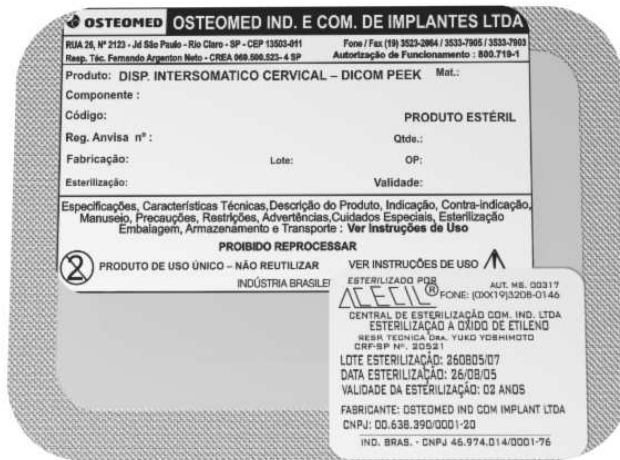 OSTEOMED OSTEOMED IND. E COM. DE IMPLANTES LTDA
RUA 26, Nº 2123 - Jd São Paulo - Rio Claro - SP - CEP 13503-011 Fone / Fax (19) 3523-2964 / 3533-7905 / 3533-7903
Resp. Téc. Fernando Argenton Neto - CREA 060.500.523- 4 SP Autorização de Funcionamento : 800.719-1
Produto: DISP. INTERSOMATICO CERVICAL – DICOM PEEK Mat.:
Componente :
Código: PRODUTO ESTÉRIL
Reg. Anvisa nº : Qtde.:
Fabricação: Lote: OP:
Esterilização: Validade:
Especificações, Características Técnicas,Descrição do Produto, Indicação, Contra-indicação,
Manuseio, Precauções, Restrições, Advertências,Cuidados Especiais, Esterilização
Embalagem, Armazenamento e Transporte : Ver Instruções de Uso
PROIBIDO REPROCESSAR
2 PRODUTO DE USO ÚNICO – NÃO REUTILIZAR VER INSTRUÇÕES DE USO !
INDÚSTRIA BRASILEI
ESTERILIZADO POR AUT. MS. 00317
ACECIL® FONE: (0XX19)3208-0146
CENTRAL DE ESTERILIZAÇÃO COM. IND. LTDA
ESTERILIZAÇÃO A OXIDO DE ETILENO
RESP. TECNICA DRA. YUKO YOSHIMOTO
CRF-SP Nº. 20521
LOTE ESTERILIZAÇÃO: 260805/07
DATA ESTERILIZAÇÃO: 26/08/05
VALIDADE DA ESTERILIZAÇÃO: 02 ANOS
FABRICANTE: OSTEOMED IND COM IMPLANT LTDA
CNPJ: 00.638.390/0001-20
IND. BRAS. - CNPJ 46.974.014/0001-76